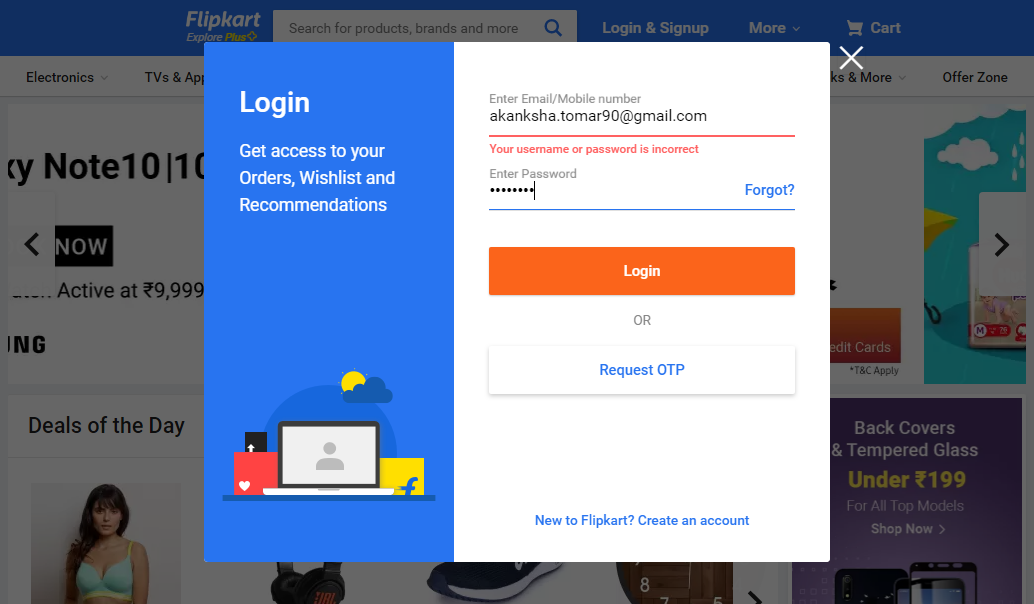 Flipkart
Explore Plus
Search for products, brands and more
Login & Signup
More
Cart
Electronics
TVs & App
ks & More
Offer Zone
Login
Get access to your
Orders, Wishlist and
Recommendations
Enter Email/Mobile number
akanksha.tomar90@gmail.com
Your username or password is incorrect
Enter Password
••••••••
Forgot?
Login
OR
Request OTP
New to Flipkart? Create an account
xy Note10|10
NOW
Active at ₹9,999
UNG
edit Cards
*T&C Apply
Deals of the Day
Back Covers
& Tempered Glass
Under ₹199
For All Top Models
Shop Now
JBL
8
7
5